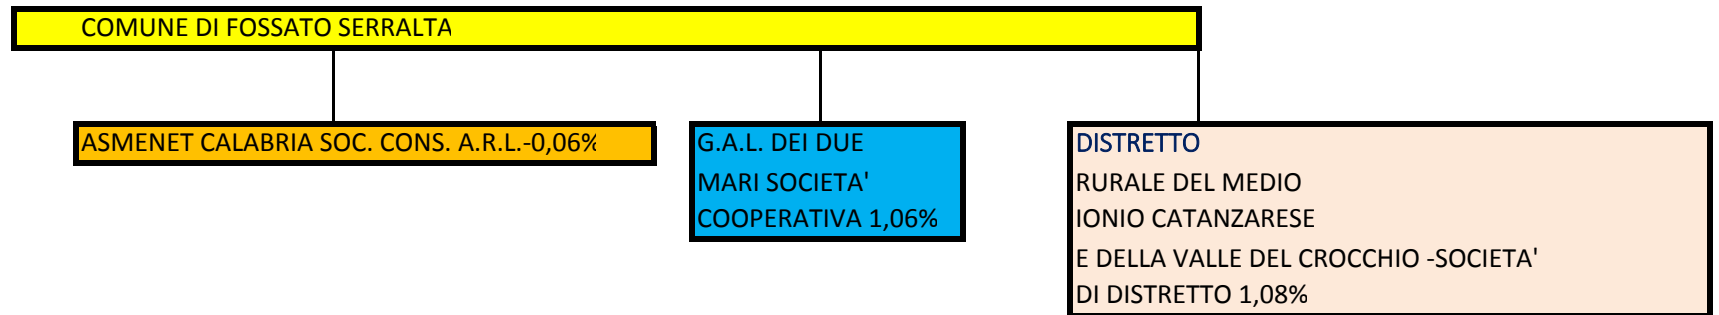 COMUNE DI FOSSATO SERRALTA
ASMENET CALABRIA SOC. CONS. A.R.L.-0,06%
G.A.L. DEI DUE
MARI SOCIETA'
COOPERATIVA 1,06%
DISTRETTO
RURALE DEL MEDIO
IONIO CATANZARESE
E DELLA VALLE DEL CROCCHIO -SOCIETA'
DI DISTRETTO 1,08%